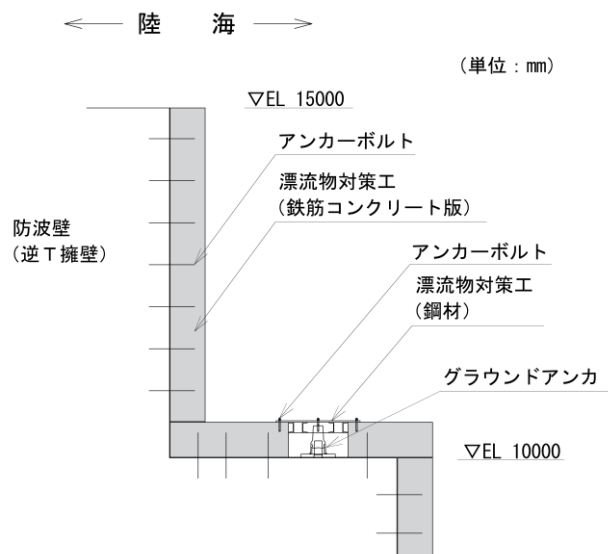 陸 海
(単位:mm)
▽EL 15000
アンカーボルト
漂流物対策工
(鉄筋コンクリート版)
防波壁
(逆T擁壁)
アンカーボルト
漂流物対策工
(鋼材)
グラウンドアンカ
▽EL 10000